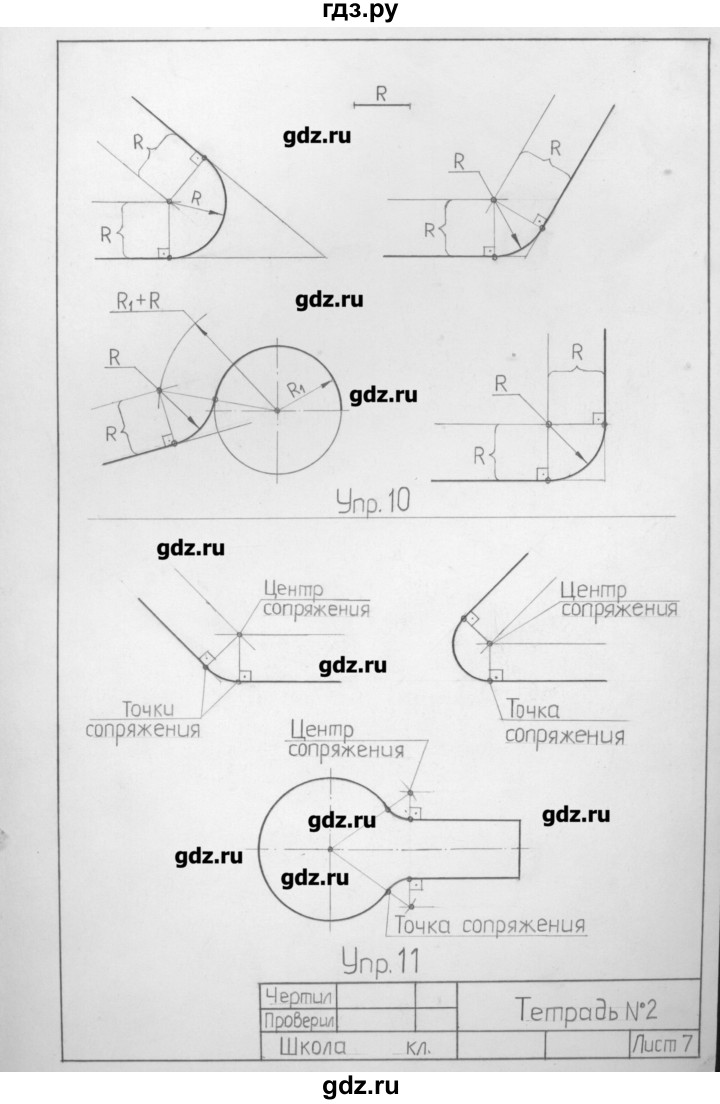 гдз.ру
R
gdz.ru
R
R
R
R
R
R
gdz.ru
R₁+R
R
R
R₁
gdz.ru
R
R
R
Упр. 10
gdz.ru
Центр
сопряжения
Центр
сопряжения
gdz.ru
Точки
сопряжения
Точка
сопряжения
Центр
сопряжения
gdz.ru
gdz.ru
gdz.ru
gdz.ru
Точка сопряжения
Упр. 11
Чертил
Проверил
Тетрадь №2
Школа кл.
Лист 7
gdz.ru